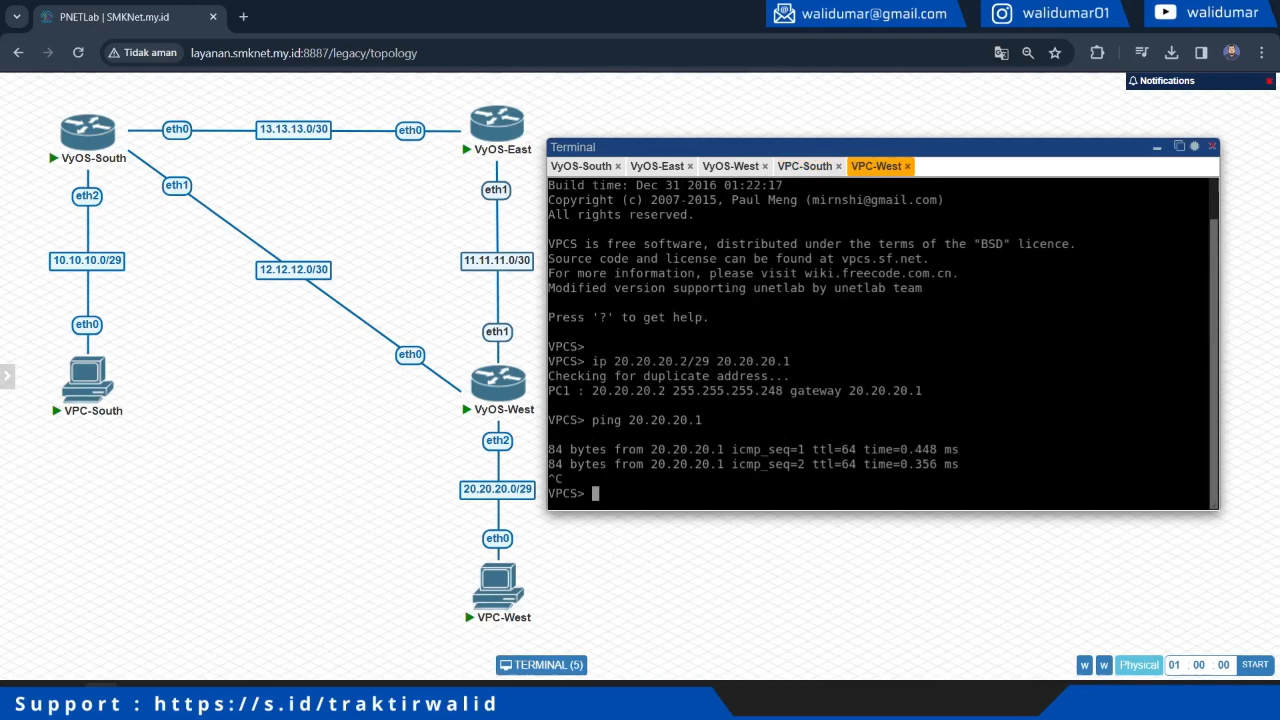 PNETLab | SMKNet.my.id
walidumar@gmail.com
walidumar01
walidumar
Tidak aman
layanan.smknet.my.id:8887/legacy/topology
Notifications
VyOS-South
eth0
13.13.13.0/30
eth0
VyOS-East
eth1
eth2
eth1
10.10.10.0/29
12.12.12.0/30
11.11.11.0/30
eth0
eth1
eth0
VPC-South
VyOS-West
eth2
20.20.20.0/29
eth0
VPC-West
Terminal
VyOS-South × VyOS-East × VyOS-West × VPC-South × VPC-West ×
Build time: Dec 31 2016 01:22:17
Copyright (c) 2007-2015, Paul Meng (mirnshi@gmail.com)
All rights reserved.
VPCS is free software, distributed under the terms of the "BSD" licence.
Source code and license can be found at vpcs.sf.net.
For more information, please visit wiki.freecode.com.cn.
Modified version supporting unetlab by unetlab team
Press '?' to get help.
VPCS>
VPCS> ip 20.20.20.2/29 20.20.20.1
Checking for duplicate address...
PC1 : 20.20.20.2 255.255.255.248 gateway 20.20.20.1
VPCS> ping 20.20.20.1
84 bytes from 20.20.20.1 icmp_seq=1 ttl=64 time=0.448 ms
84 bytes from 20.20.20.1 icmp_seq=2 ttl=64 time=0.356 ms
^C
VPCS>
TERMINAL (5)
w w Physical 01 : 00 : 00 START
Support : https://s.id/traktirwalid